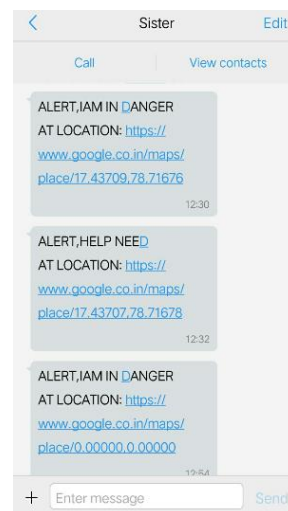 Sister
Edit
Call
View contacts
ALERT,IAM IN DANGER
AT LOCATION: https://
www.google.co.in/maps/
place/17.43709,78.71676
12:30
ALERT,HELP NEED
AT LOCATION: https://
www.google.co.in/maps/
place/17.43707,78.71678
12:32
ALERT,IAM IN DANGER
AT LOCATION: https://
www.google.co.in/maps/
place/0.00000,0.00000
12:54
+
Enter message
Send